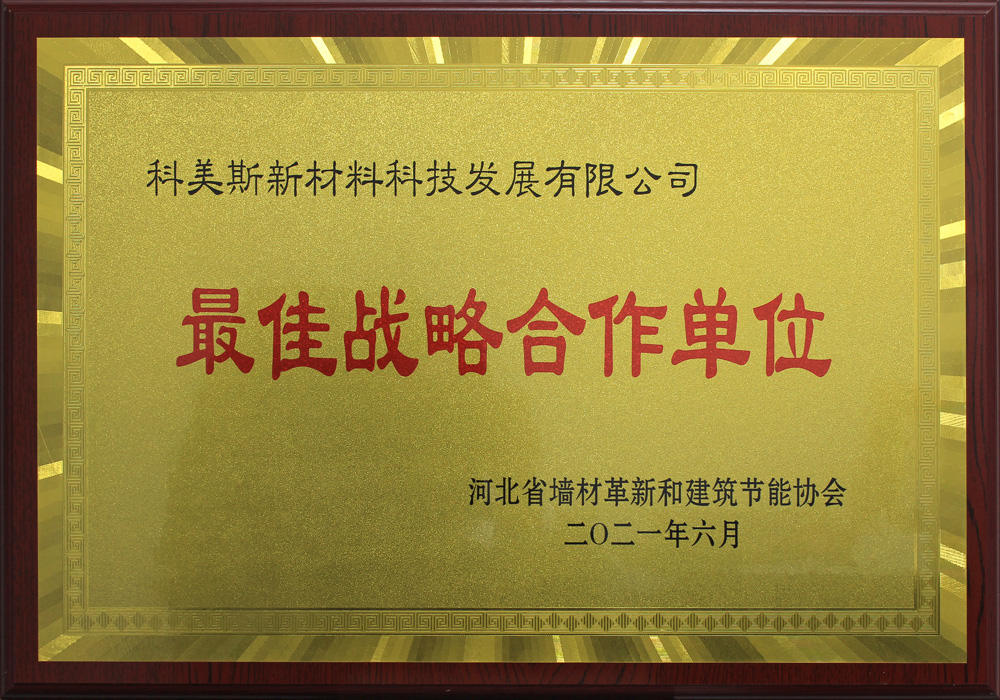 科美斯新材料科技发展有限公司
最佳战略合作单位
河北省墙材革新和建筑节能协会
二〇二一年六月